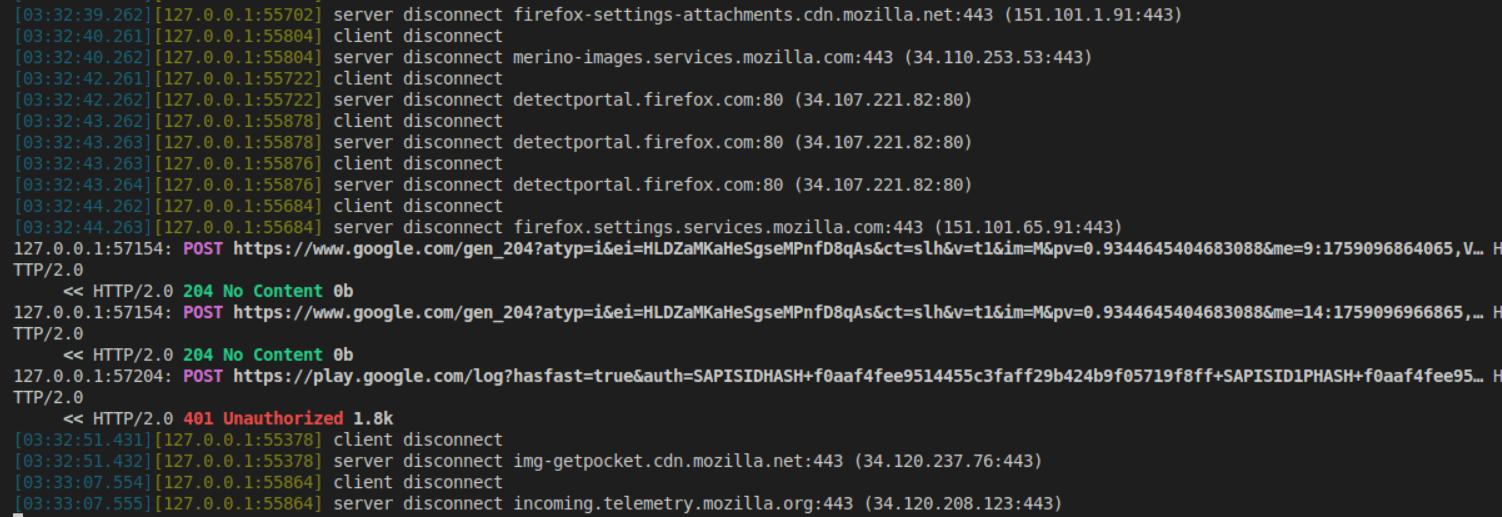 [03:32:39.262][127.0.0.1:55702] server disconnect firefox-settings-attachments.cdn.mozilla.net:443 (151.101.1.91:443)
[03:32:40.261][127.0.0.1:55804] client disconnect
[03:32:40.262][127.0.0.1:55804] server disconnect merino-images.services.mozilla.com:443 (34.110.253.53:443)
[03:32:42.261][127.0.0.1:55722] client disconnect
[03:32:42.262][127.0.0.1:55722] server disconnect detectportal.firefox.com:80 (34.107.221.82:80)
[03:32:43.262][127.0.0.1:55878] client disconnect
[03:32:43.263][127.0.0.1:55878] server disconnect detectportal.firefox.com:80 (34.107.221.82:80)
[03:32:43.263][127.0.0.1:55876] client disconnect
[03:32:43.264][127.0.0.1:55876] server disconnect detectportal.firefox.com:80 (34.107.221.82:80)
[03:32:44.262][127.0.0.1:55684] client disconnect
[03:32:44.263][127.0.0.1:55684] server disconnect firefox.settings.services.mozilla.com:443 (151.101.65.91:443)
127.0.0.1:57154: POST https://www.google.com/gen_204?atyp=i&ei=HLDZaMKaHeSgseMPnfD8qAs&ct=slh&v=t1&im=M&pv=0.9344645404683088&me=9:1759096864065,V… H
TTP/2.0
<< HTTP/2.0 204 No Content 0b
127.0.0.1:57154: POST https://www.google.com/gen_204?atyp=i&ei=HLDZaMKaHeSgseMPnfD8qAs&ct=slh&v=t1&im=M&pv=0.9344645404683088&me=14:1759096966865,… H
TTP/2.0
<< HTTP/2.0 204 No Content 0b
127.0.0.1:57204: POST https://play.google.com/log?hasfast=true&auth=SAPISIDHASH+f0aaf4fee9514455c3faff29b424b9f05719f8ff+SAPISID1PHASH+f0aaf4fee95… H
TTP/2.0
<< HTTP/2.0 401 Unauthorized 1.8k
[03:32:51.431][127.0.0.1:55378] client disconnect
[03:32:51.432][127.0.0.1:55378] server disconnect img-getpocket.cdn.mozilla.net:443 (34.120.237.76:443)
[03:33:07.554][127.0.0.1:55864] client disconnect
[03:33:07.555][127.0.0.1:55864] server disconnect incoming.telemetry.mozilla.org:443 (34.120.208.123:443)